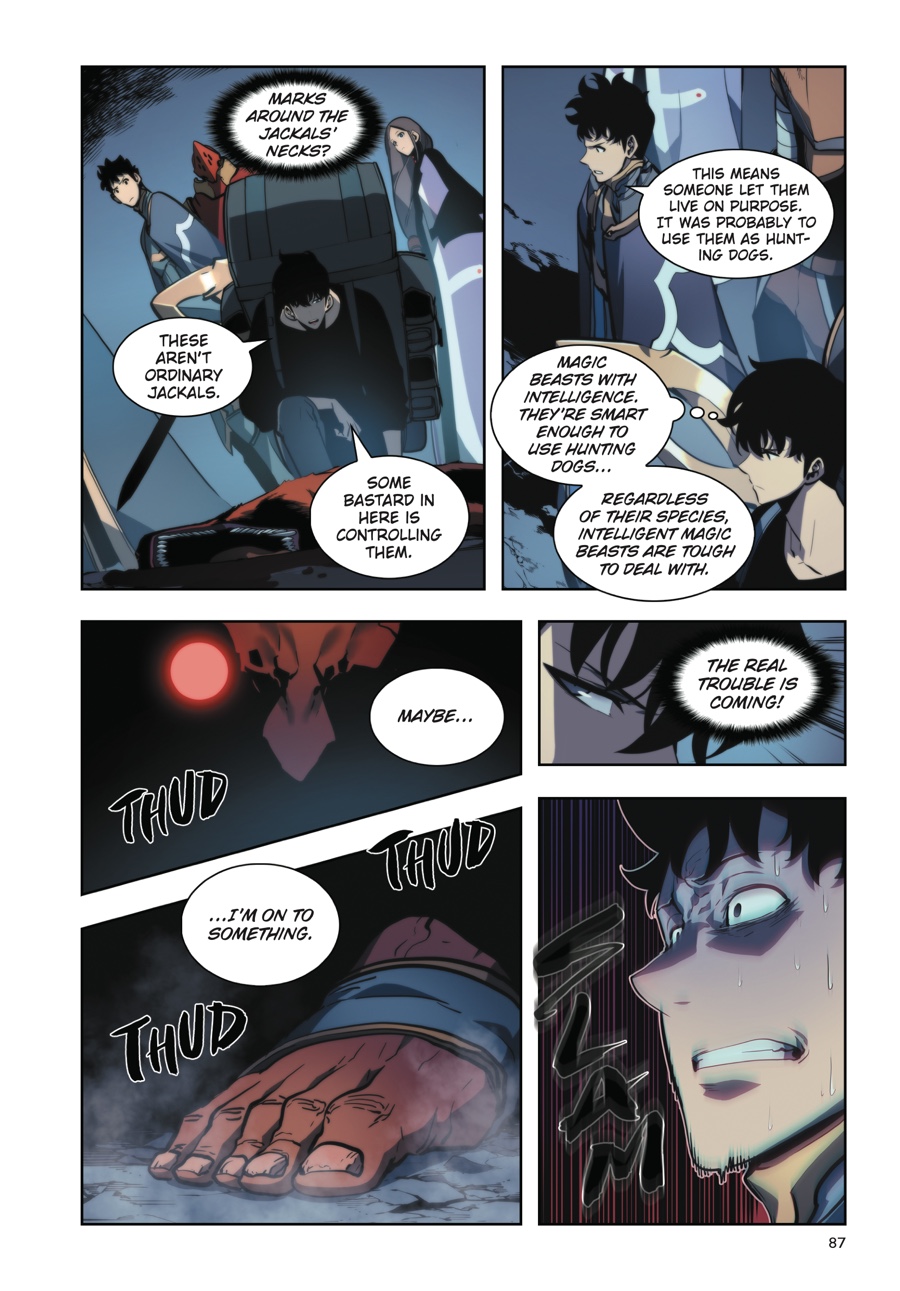 MARKS
AROUND THE
JACKALS'
NECKS?
THESE
AREN'T
ORDINARY
JACKALS.
SOME
BASTARD IN
HERE IS
CONTROLLING
THEM.
THIS MEANS
SOMEONE LET THEM
LIVE ON PURPOSE.
IT WAS PROBABLY TO
USE THEM AS HUNT-
ING DOGS.
MAGIC
BEASTS WITH
INTELLIGENCE.
THEY'RE SMART
ENOUGH TO
USE HUNTING
DOGS...
REGARDLESS
OF THEIR SPECIES,
INTELLIGENT MAGIC
BEASTS ARE TOUGH
TO DEAL WITH.
MAYBE...
THUD
THE REAL
TROUBLE IS
COMING!
THUD
...I'M ON TO
SOMETHING.
THUD
SLAM
87